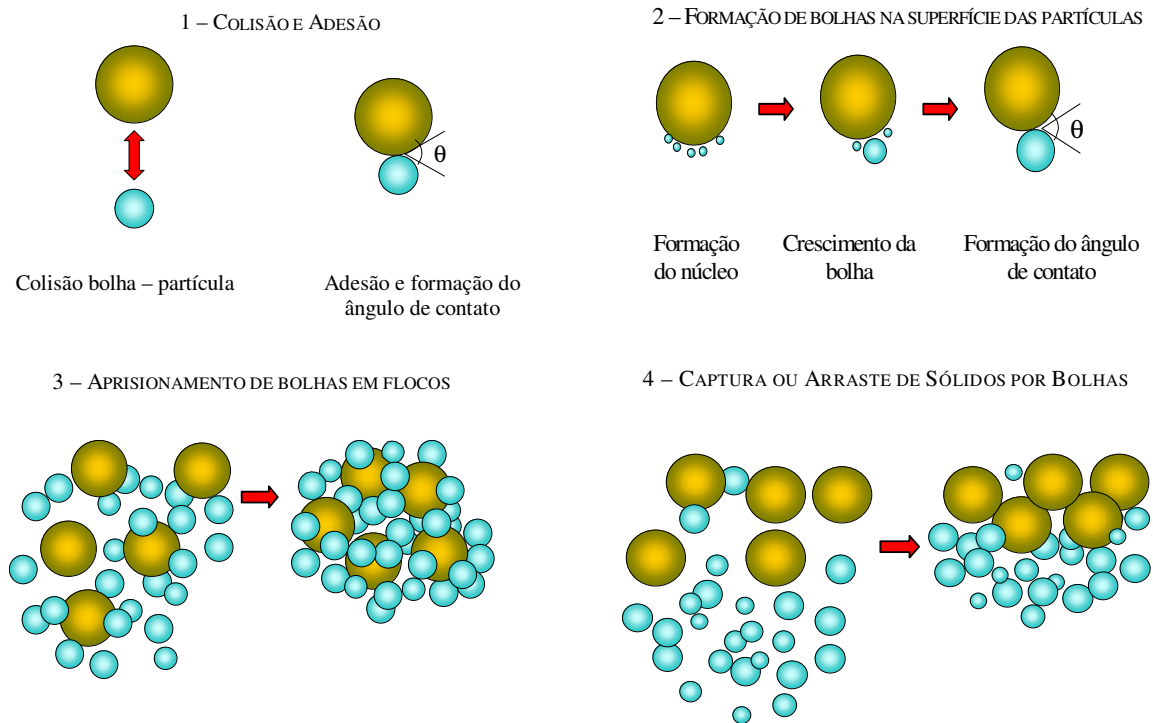 1 – COLISÃO E ADESÃO
θ
Colisão bolha – partícula
Adesão e formação do
ângulo de contato
2 – FORMAÇÃO DE BOLHAS NA SUPERFÍCIE DAS PARTÍCULAS
θ
Formação
do núcleo
Crescimento da
bolha
Formação do ângulo
de contato
3 – APRISIONAMENTO DE BOLHAS EM FLOCOS
4 – CAPTURA OU ARRASTE DE SÓLIDOS POR BOLHAS